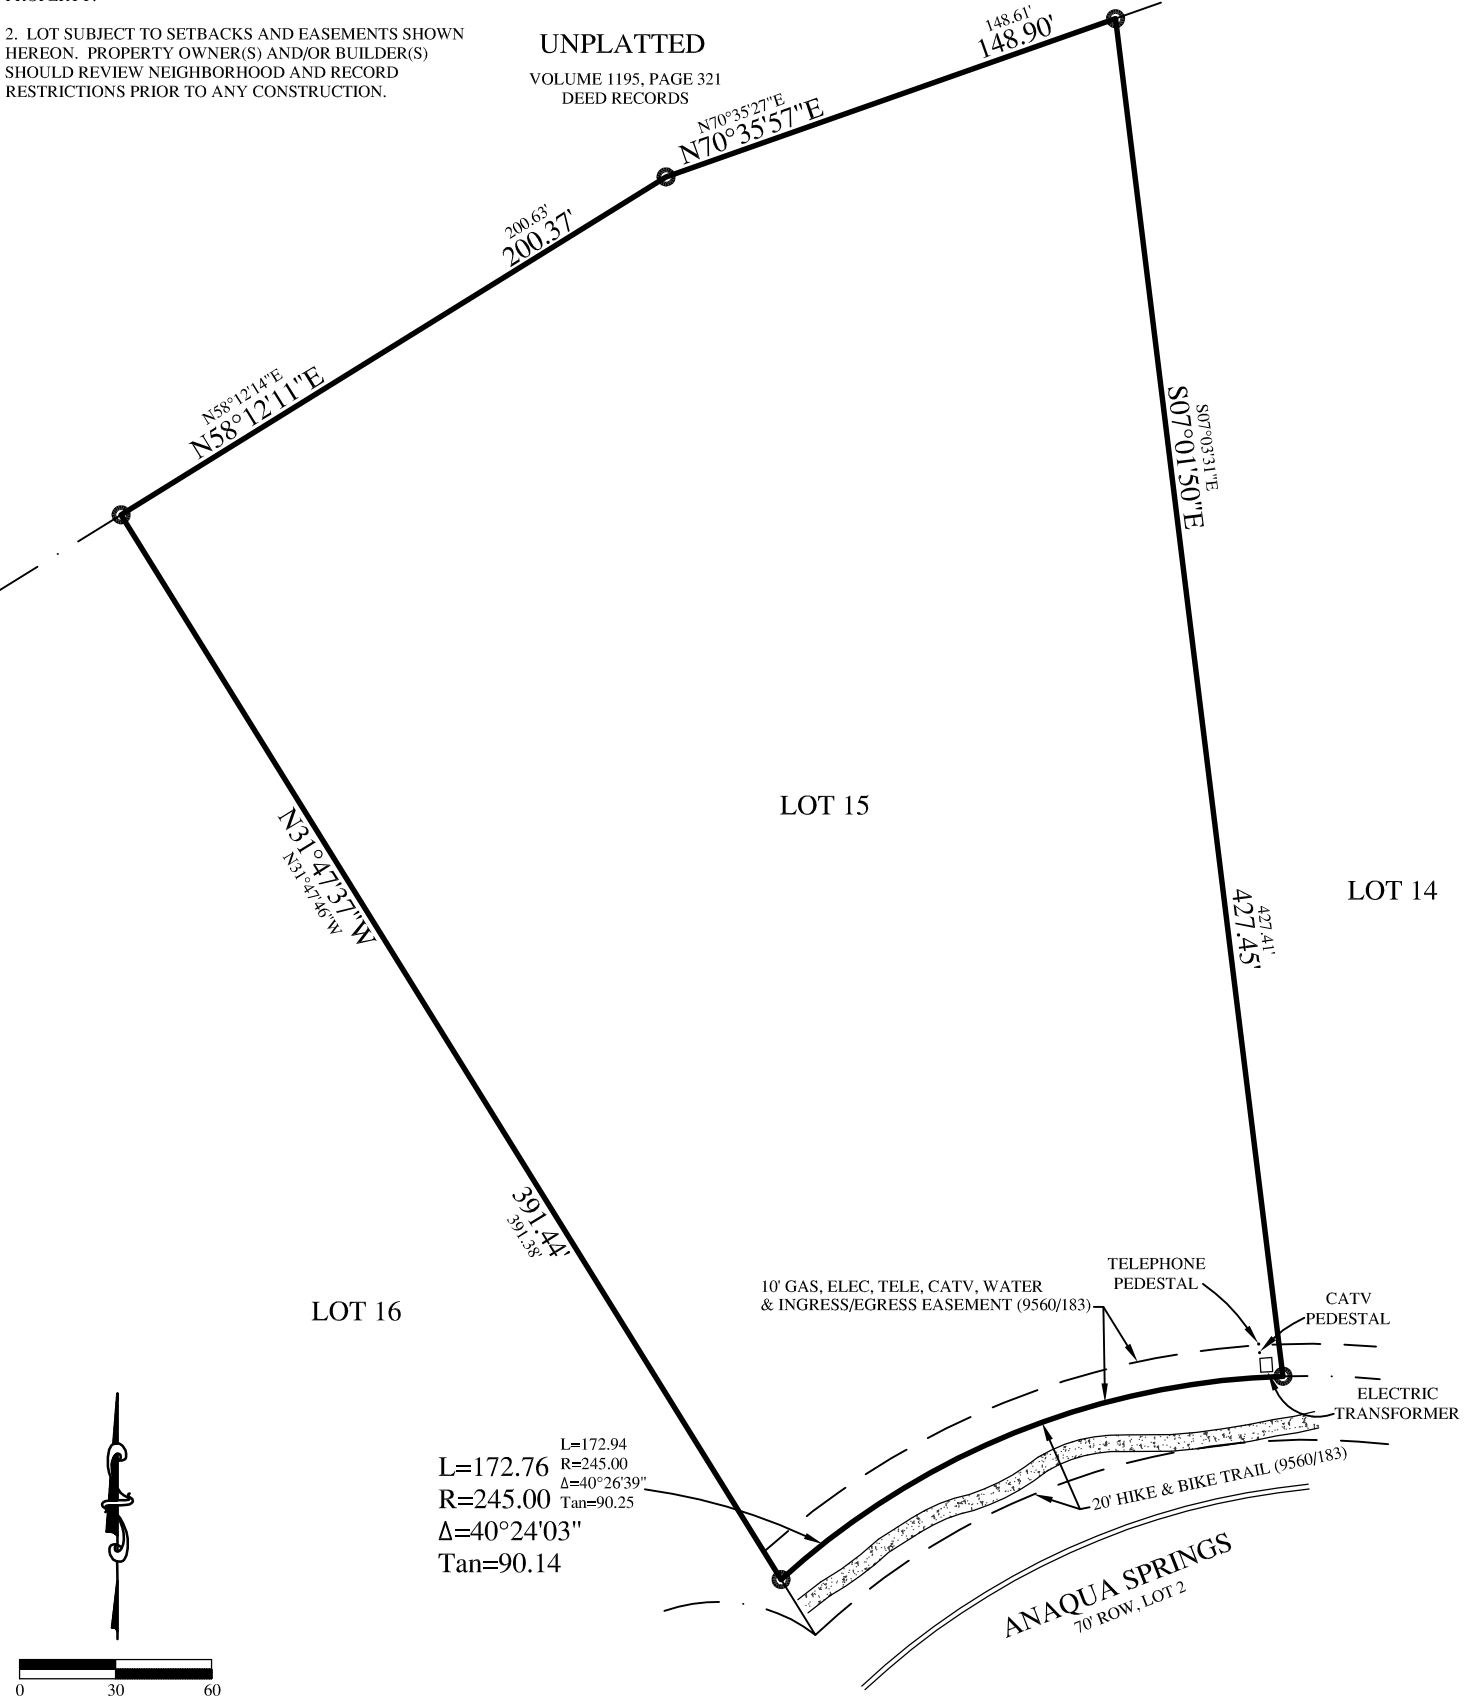 2. LOT SUBJECT TO SETBACKS AND EASEMENTS SHOWN
HEREON. PROPERTY OWNER(S) AND/OR BUILDER(S)
SHOULD REVIEW NEIGHBORHOOD AND RECORD
RESTRICTIONS PRIOR TO ANY CONSTRUCTION.
UNPLATTED
VOLUME 1195, PAGE 321
DEED RECORDS
148.61'
148.90'
N70°35'27"E
N70°35'57"E
200.63'
200.37'
N58°12'14"E
N58°12'11"E
S07°03'31"E
S07°01'50"E
LOT 15
N31°47'37"W
N31°47'46"W
LOT 14
427.41'
427.45'
391.44'
391.38'
LOT 16
10' GAS, ELEC, TELE, CATV, WATER
& INGRESS/EGRESS EASEMENT (9560/183)
TELEPHONE
PEDESTAL
CATV
PEDESTAL
ELECTRIC
TRANSFORMER
L=172.94
R=245.00
Δ=40°26'39"
Tan=90.25
L=172.76
R=245.00
Δ=40°24'03"
Tan=90.14
20' HIKE & BIKE TRAIL (9560/183)
ANAQUA SPRINGS
70' ROW, LOT 2
0 30 60